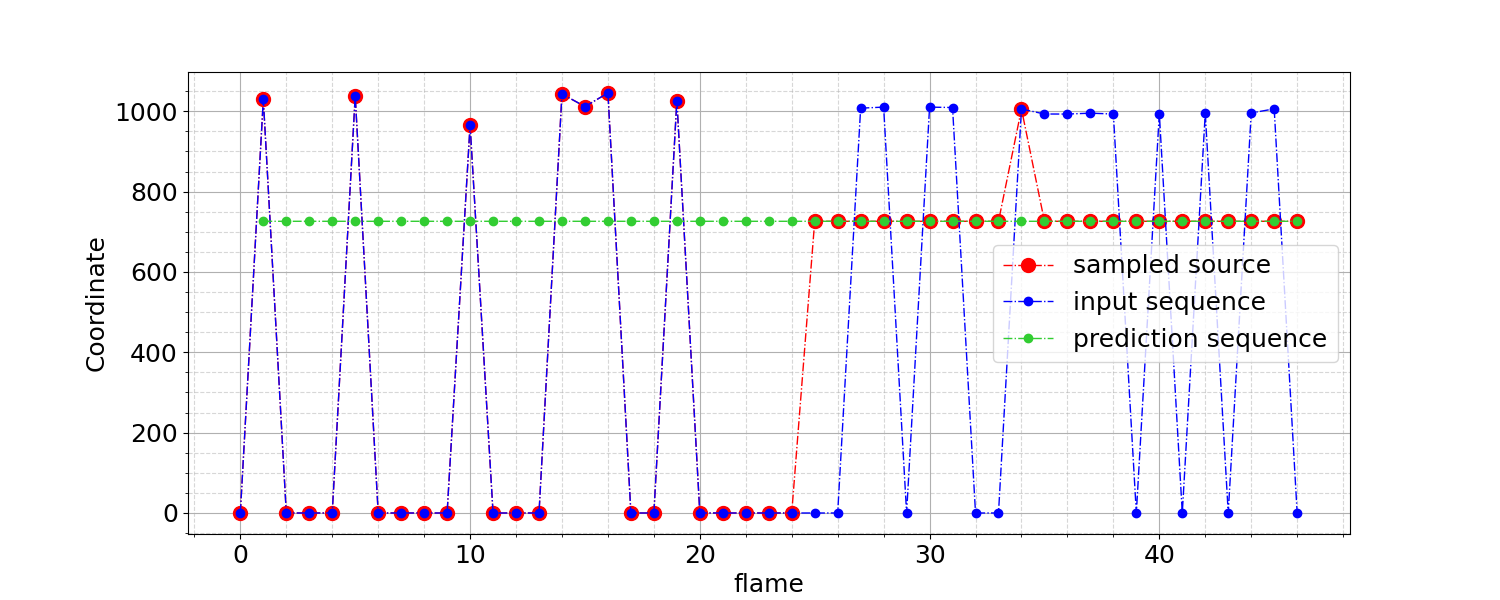 1000
800
600
400
200
0
Coordinate
sampled source
input sequence
prediction sequence
0 10 20 30 40
flame